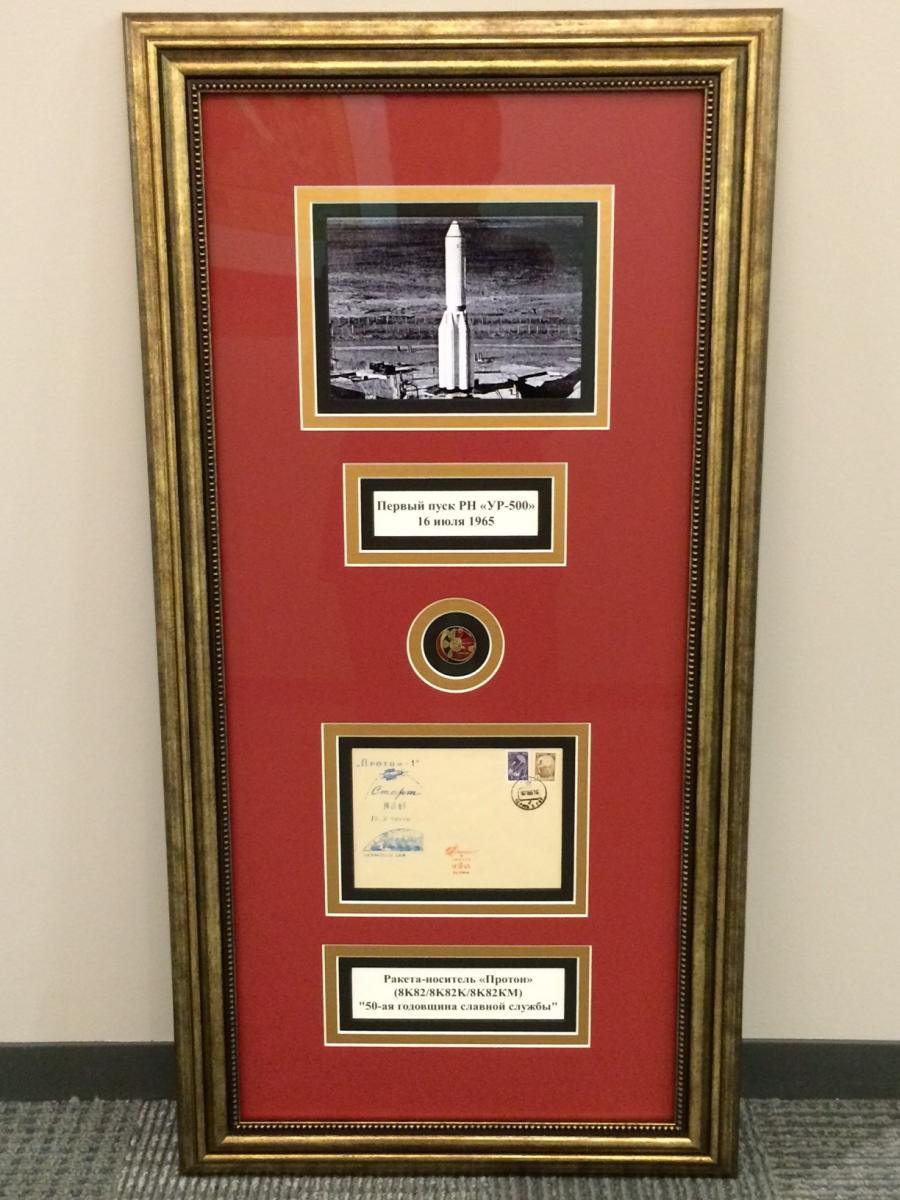 Первый пуск РН «УР-500»
16 июля 1965
„Протон-1"
Старт
Ракета-носитель «Протон»
(8К82/8К82К/8К82КМ)
"50-ая годовщина славной службы"